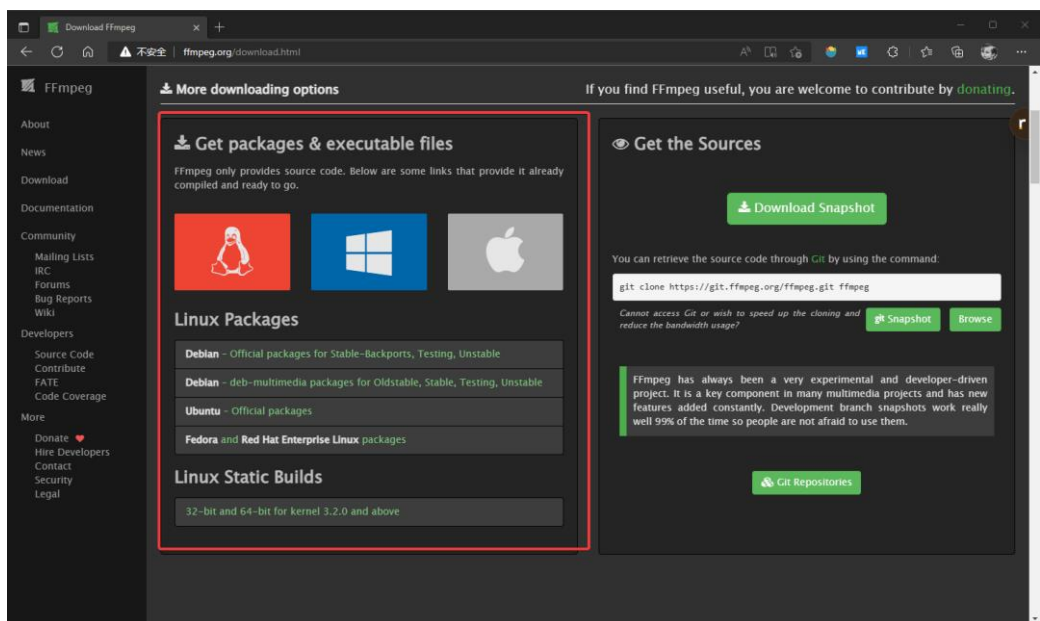 Download FFmpeg
不安全
ffmpeg.org/download.html
FFmpeg
About
News
Download
Documentation
Community
Mailing Lists
IRC
Forums
Bug Reports
Wiki
Developers
Source Code
Contribute
FATE
Code Coverage
More
Donate
Hire Developers
Contact
Security
Legal
More downloading options
If you find FFmpeg useful, you are welcome to contribute by donating.
Get packages & executable files
FFmpeg only provides source code. Below are some links that provide it already
compiled and ready to go.
Linux Packages
Debian – Official packages for Stable-Backports, Testing, Unstable
Debian – deb-multimedia packages for Oldstable, Stable, Testing, Unstable
Ubuntu – Official packages
Fedora and Red Hat Enterprise Linux packages
Linux Static Builds
32-bit and 64-bit for kernel 3.2.0 and above
Get the Sources
Download Snapshot
You can retrieve the source code through Git by using the command:
git clone https://git.ffmpeg.org/ffmpeg.git ffmpeg
Cannot access Git or wish to speed up the cloning and
reduce the bandwidth usage?
git Snapshot
Browse
FFmpeg has always been a very experimental and developer-driven
project. It is a key component in many multimedia projects and has new
features added constantly. Development branch snapshots work really
well 99% of the time so people are not afraid to use them.
Git Repositories
r